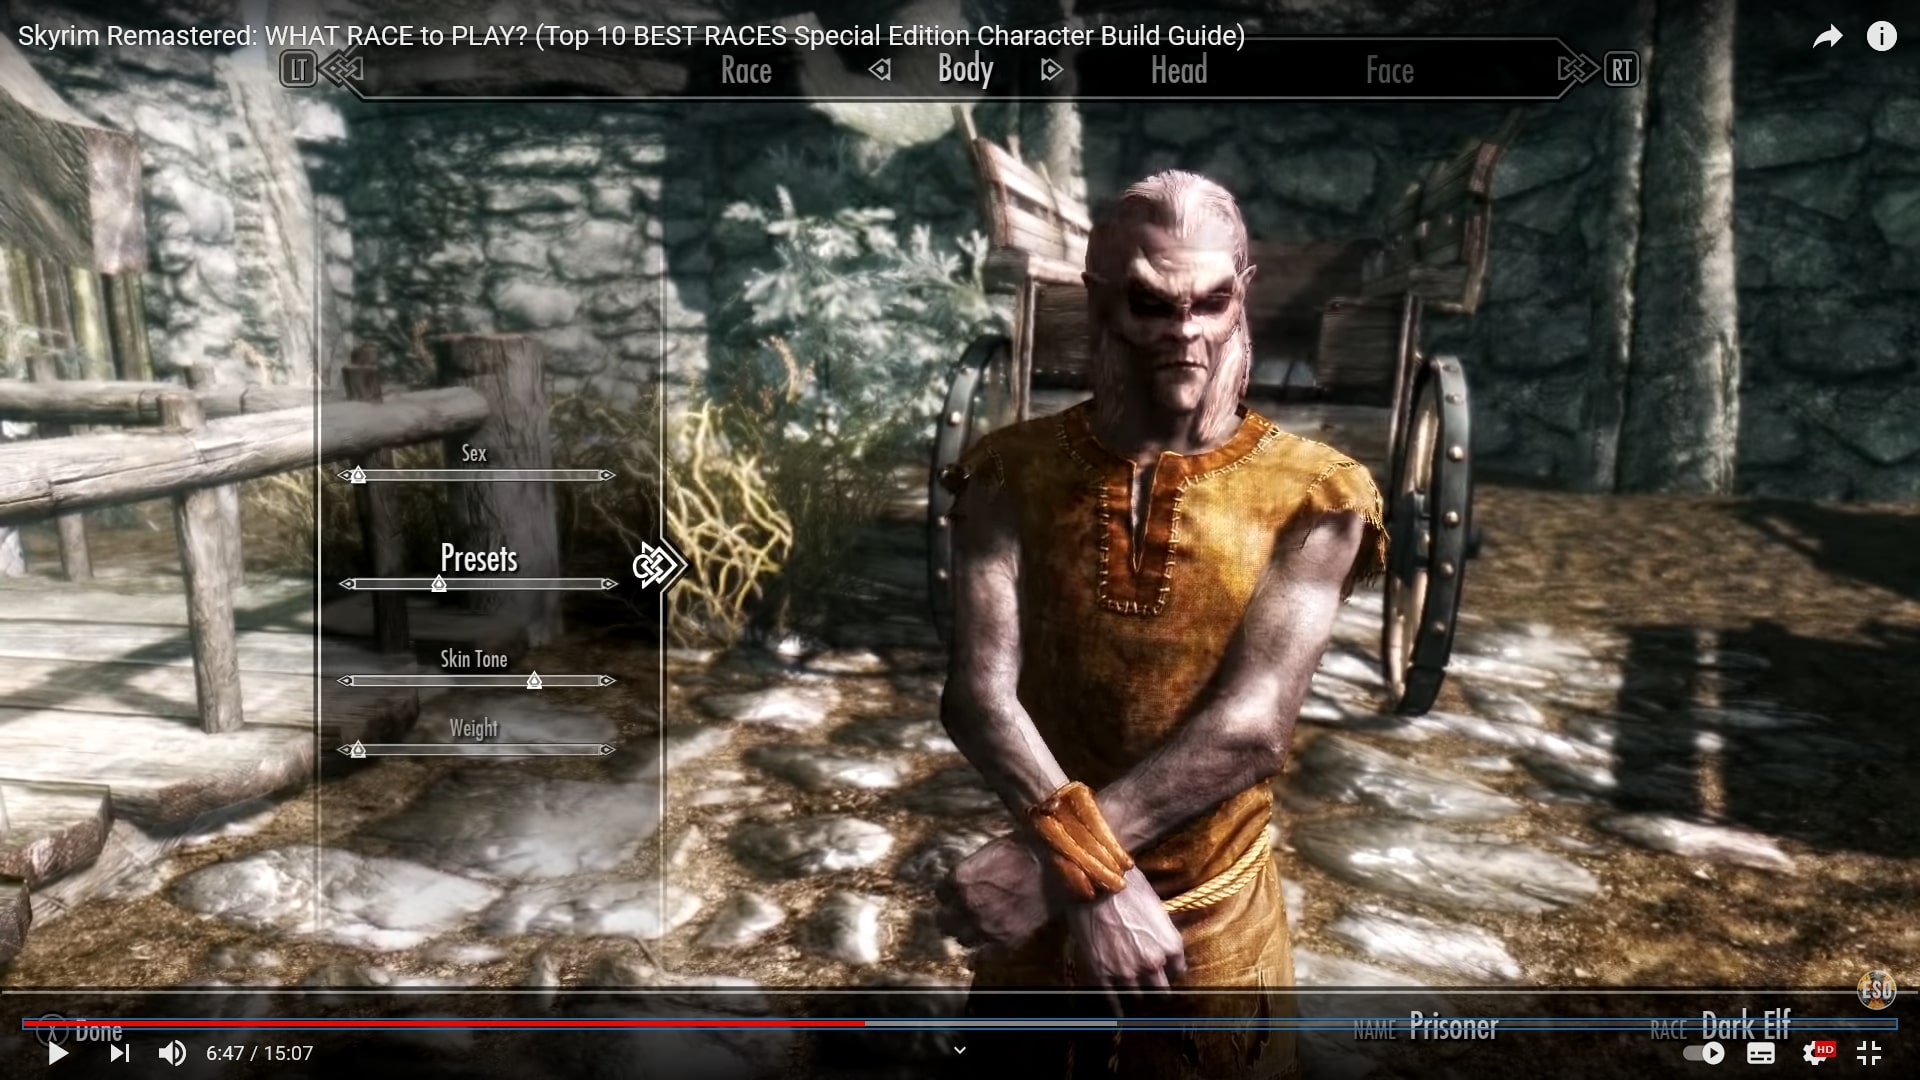 Skyrim Remastered: WHAT RACE to PLAY? (Top 10 BEST RACES Special Edition Character Build Guide)
LT Race Body Head Face RT
Sex
Presets
Skin Tone
Weight
ESO
X Done NAME Prisoner RACE Dark Elf
6:47 / 15:07 HD